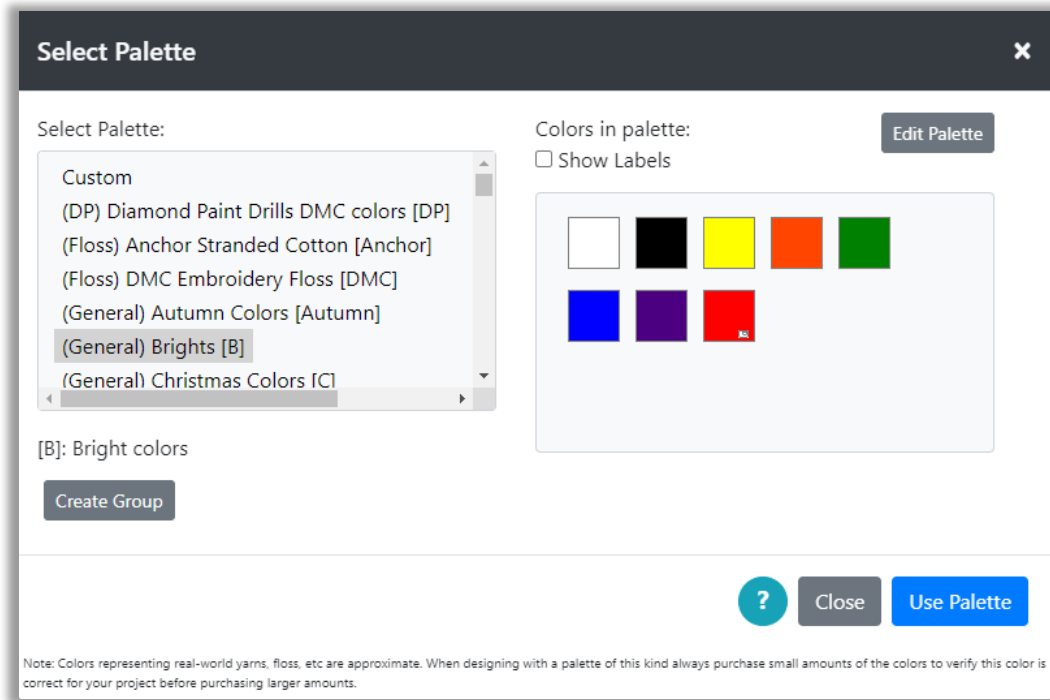 Select Palette
Select Palette:
Custom
(DP) Diamond Paint Drills DMC colors [DP]
(Floss) Anchor Stranded Cotton [Anchor]
(Floss) DMC Embroidery Floss [DMC]
(General) Autumn Colors [Autumn]
(General) Brights [B]
(General) Christmas Colors [C]
[B]: Bright colors
Create Group
Colors in palette:
Edit Palette
Show Labels
?
Close
Use Palette
Note: Colors representing real-world yarns, floss, etc are approximate. When designing with a palette of this kind always purchase small amounts of the colors to verify this color is
correct for your project before purchasing larger amounts.